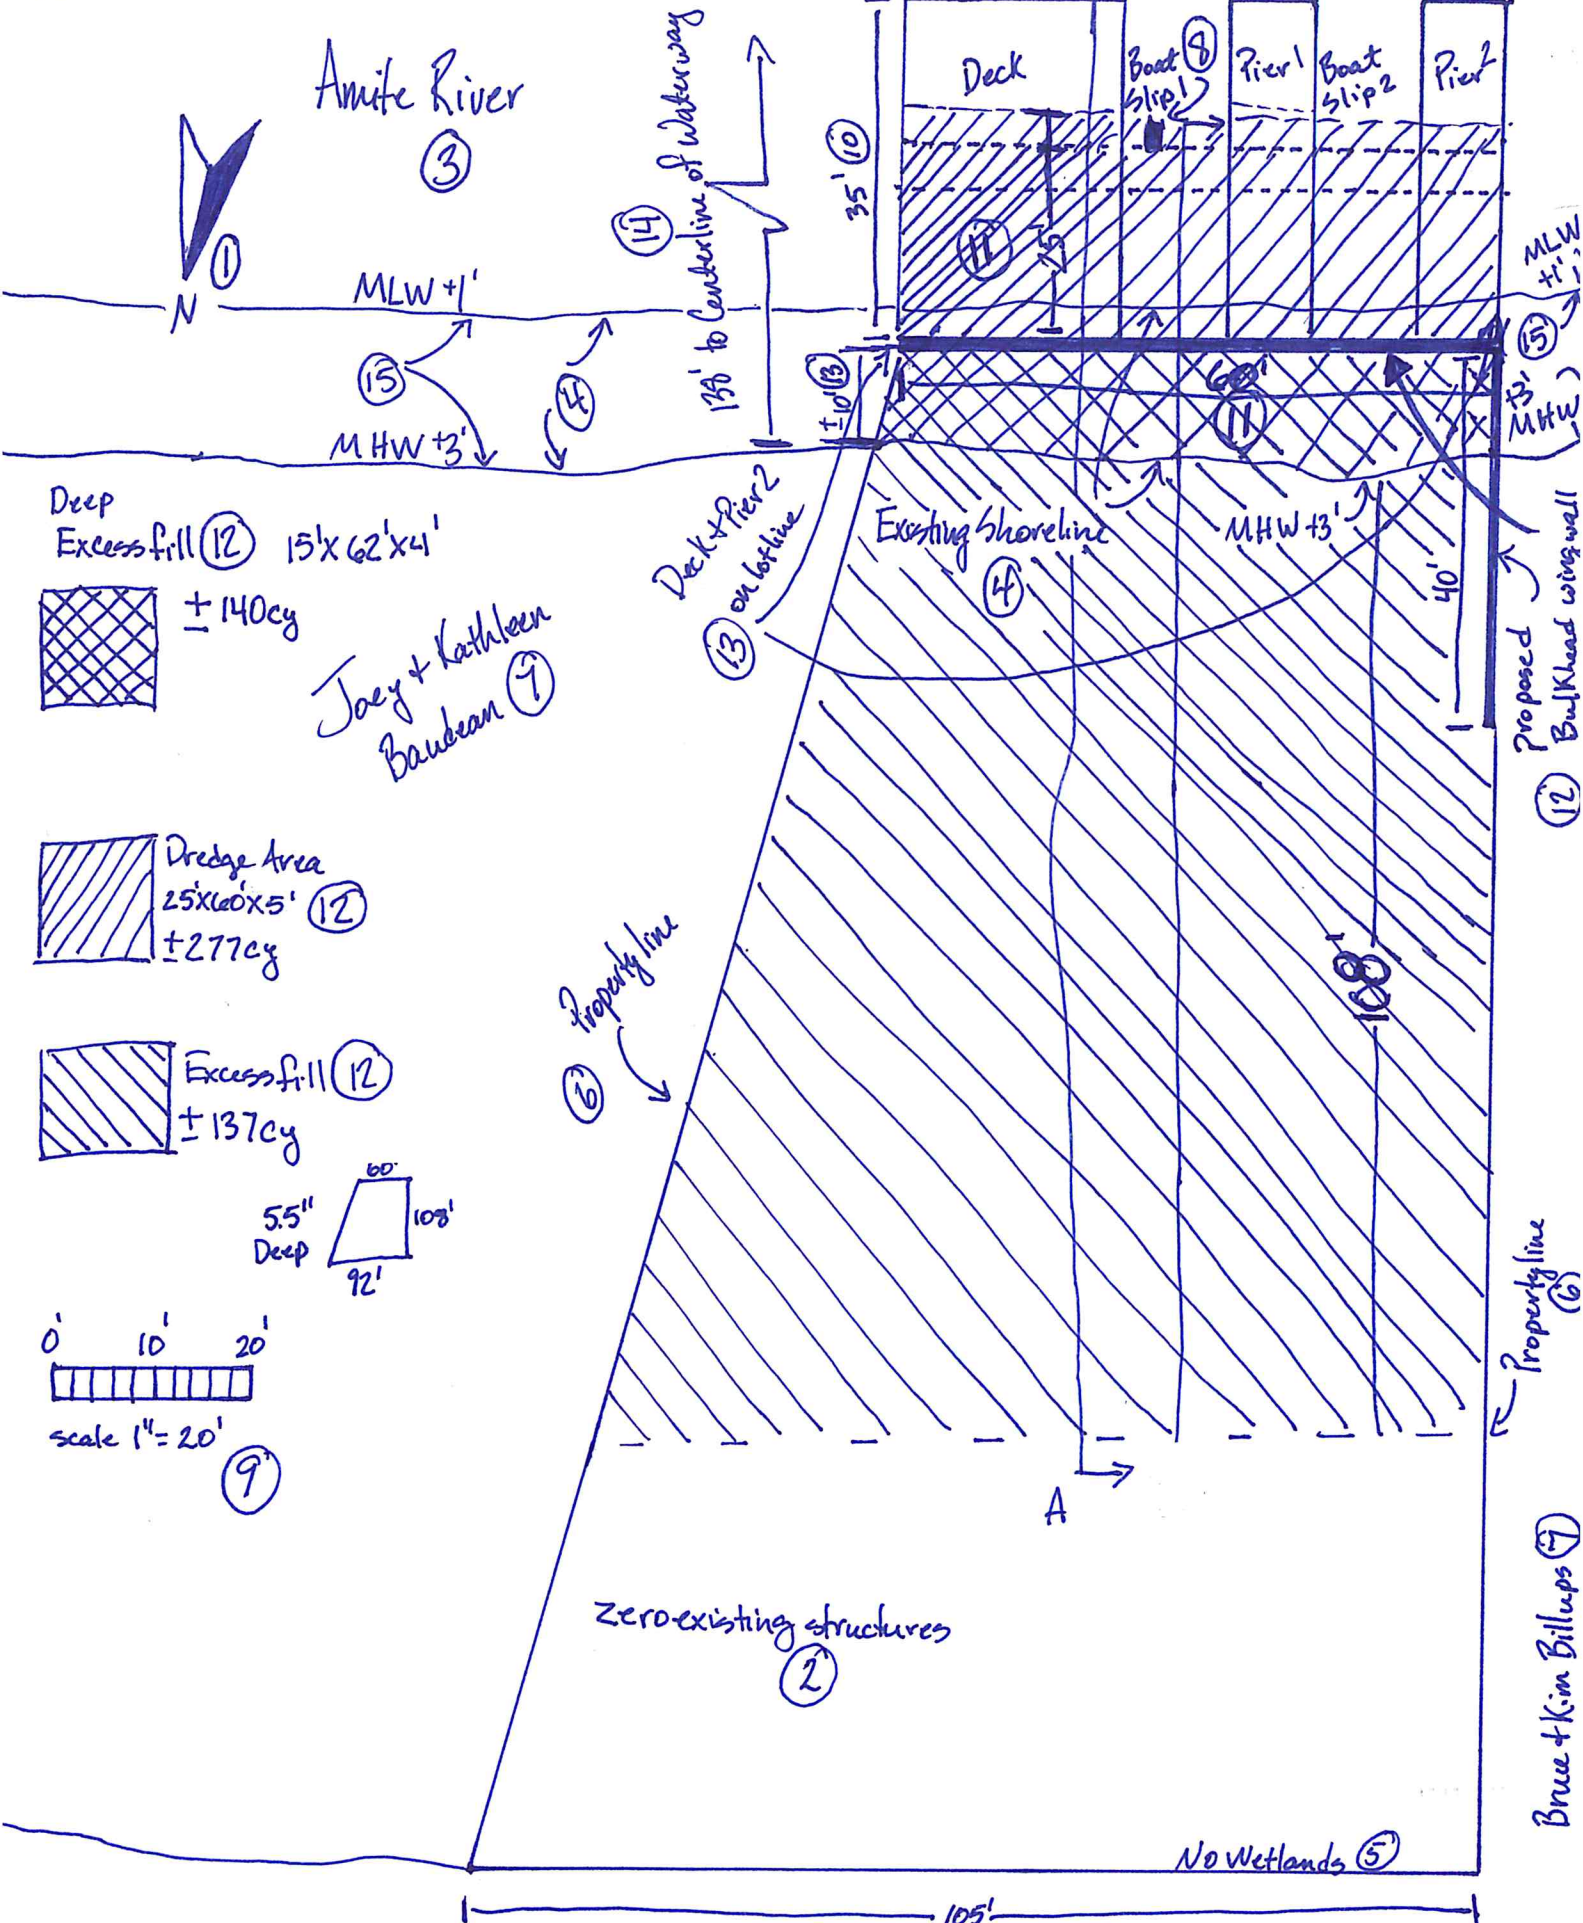 Amite River
3
1
N
Deck
Boat
Slip 1
8
Pier 1
Boat
Slip 2
Pier 2
35' 10
14
138' to Centerline of Waterway
11
MLW +1'
MLW
+1'
15
15
4
MHW +3'
± 10' 13
60'
11
+3'
MHW
Deep
Excess fill 12 15' x 62' x 4'
± 140cy
Joey + Kathleen
Baudean 7
Deck + Pier 2
on lotline
13
Existing Shoreline
4
MHW +3'
40'
Proposed
Bulkhead wingwall
12
Dredge Area
25' x 60' x 5' 12
± 277cy
Property line
6
108'
Excess fill 12
± 137cy
60'
5.5"
Deep
108'
92'
0' 10' 20'
scale 1" = 20'
9
Property line
6
A
zero existing structures
2
Bruce + Kim Billups 7
No Wetlands 5
105'